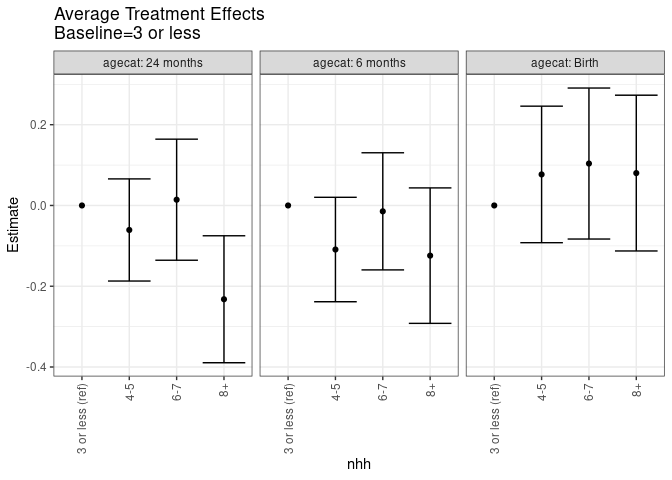 Average Treatment Effects
Baseline=3 or less
agecat: 24 months
agecat: 6 months
agecat: Birth
Estimate
0.2
0.0
-0.2
-0.4
3 or less (ref)
4-5
6-7
8+
3 or less (ref)
4-5
6-7
8+
3 or less (ref)
4-5
6-7
8+
nhh